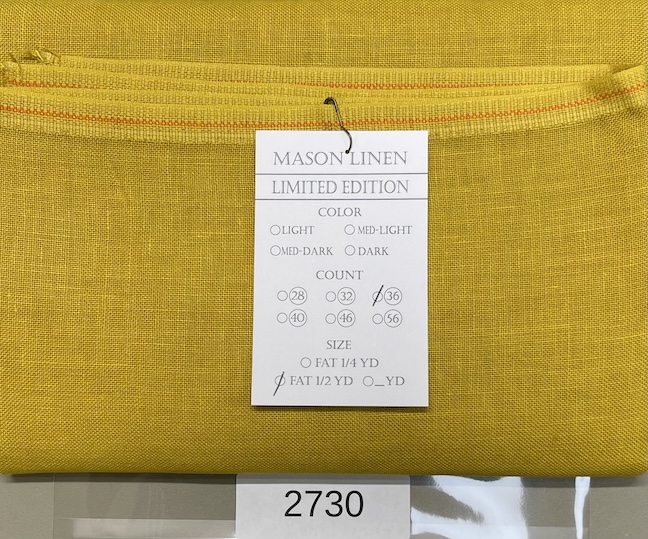 MASON LINEN
LIMITED EDITION
COLOR
LIGHT MED-LIGHT
MED-DARK DARK
COUNT
28 32 36
40 46 56
SIZE
FAT 1/4 YD
FAT 1/2 YD _YD
2730